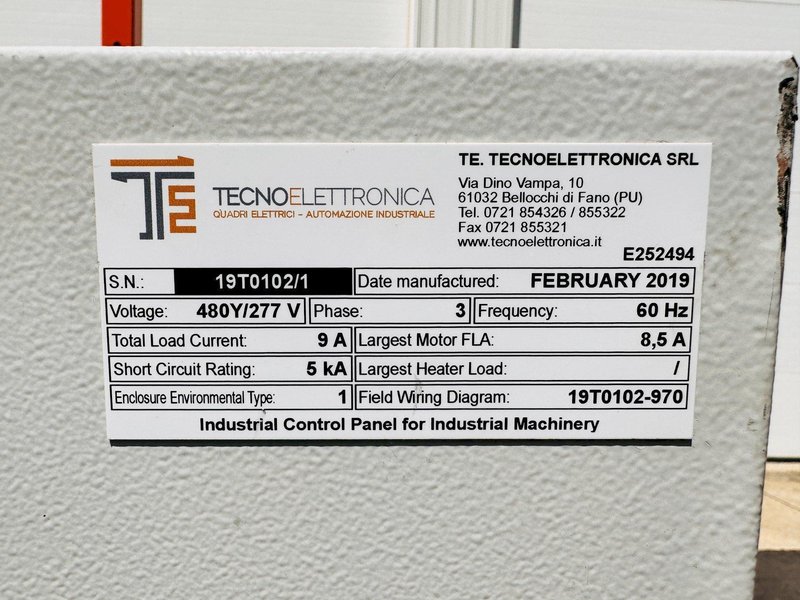 TE. TECNOELETTRONICA SRL
TECNOELETTRONICA
QUADRI ELETTRICI - AUTOMAZIONE INDUSTRIALE
Via Dino Vampa, 10
61032 Bellocchi di Fano (PU)
Tel. 0721 854326 / 855322
Fax 0721 855321
www.tecnoelettronica.it
E252494
S.N.: 19T0102/1 Date manufactured: FEBRUARY 2019
Voltage: 480Y/277 V Phase: 3 Frequency: 60 Hz
Total Load Current: 9 A Largest Motor FLA: 8,5 A
Short Circuit Rating: 5 kA Largest Heater Load: /
Enclosure Environmental Type: 1 Field Wiring Diagram: 19T0102-970
Industrial Control Panel for Industrial Machinery